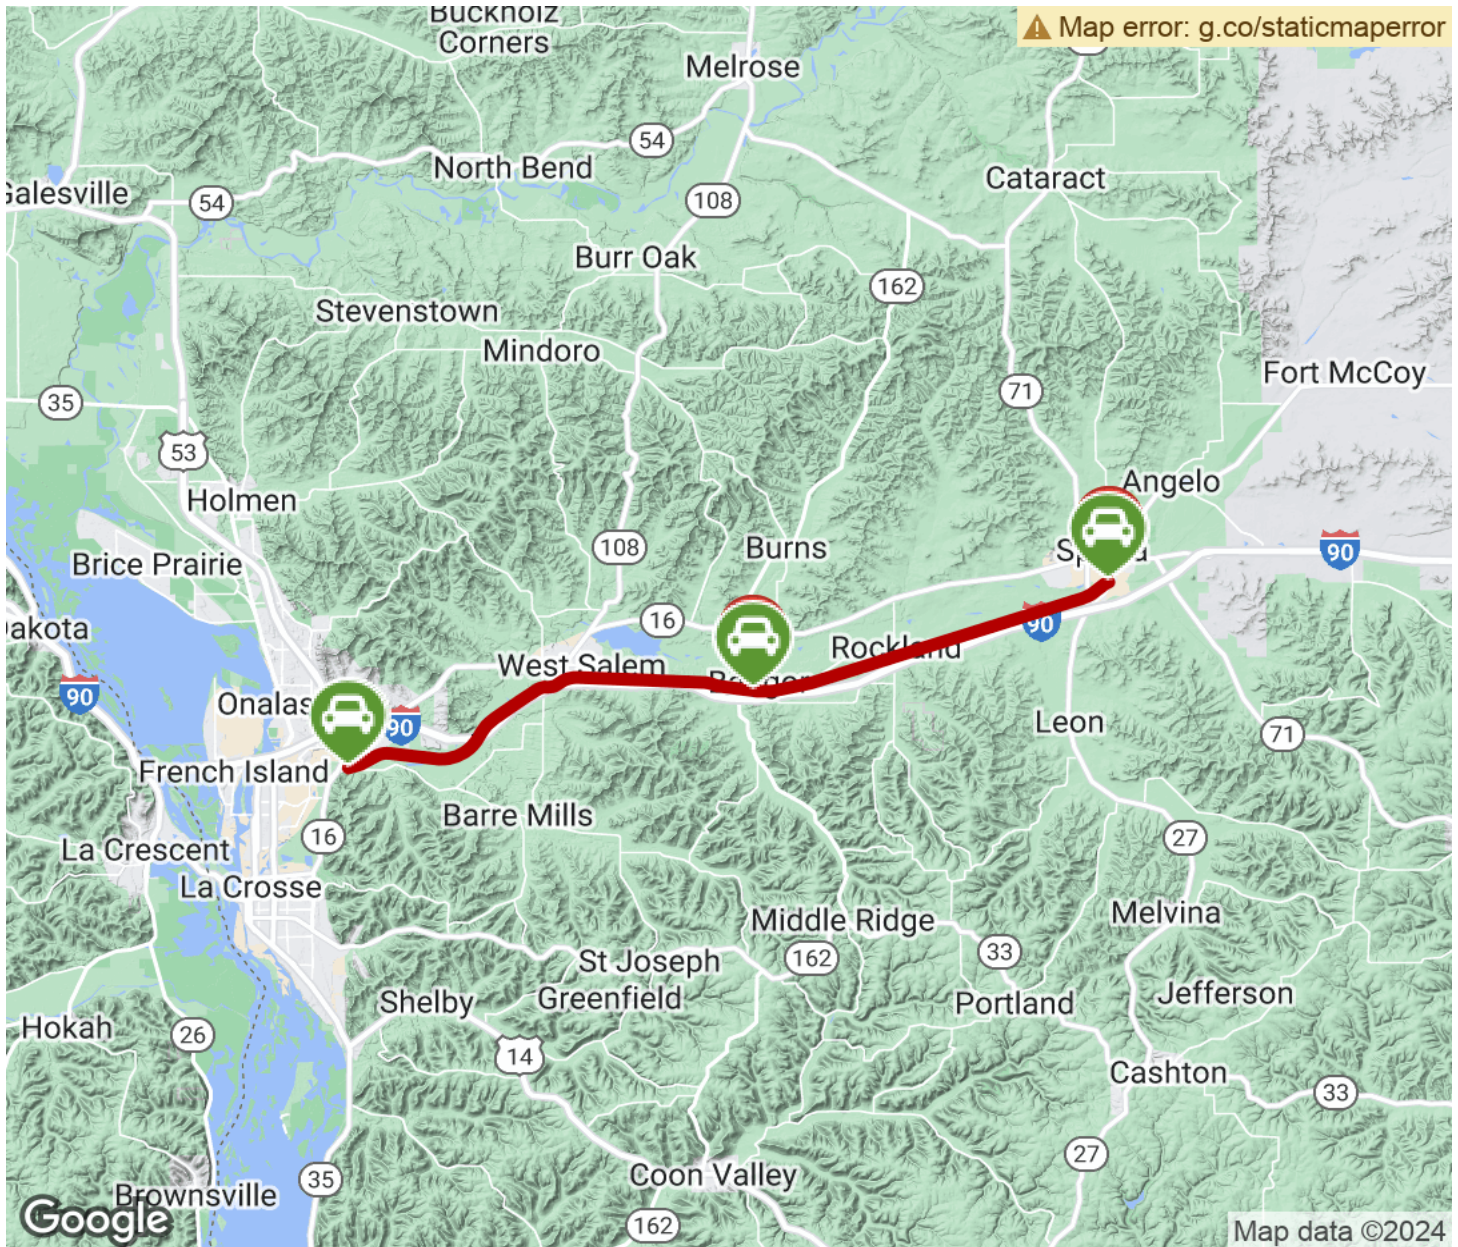 Buckholz
Corners
Map error: g.co/staticmaperror
Melrose
54
North Bend
Cataract
Galesville
54
108
Burr Oak
162
Stevenstown
Mindoro
Fort McCoy
71
35
53
Angelo
Holmen
108
Burns
90
Brice Prairie
16
90
Rockland
West Salem
90
Onalas
90
Leon
71
French Island
Barre Mills
16
27
La Crescent
La Crosse
Melvina
Middle Ridge
33
St Joseph
162
Jefferson
Shelby
Greenfield
Portland
Hokah
26
14
Cashton
33
27
Coon Valley
35
Brownsville
Google
162
Map data ©2024